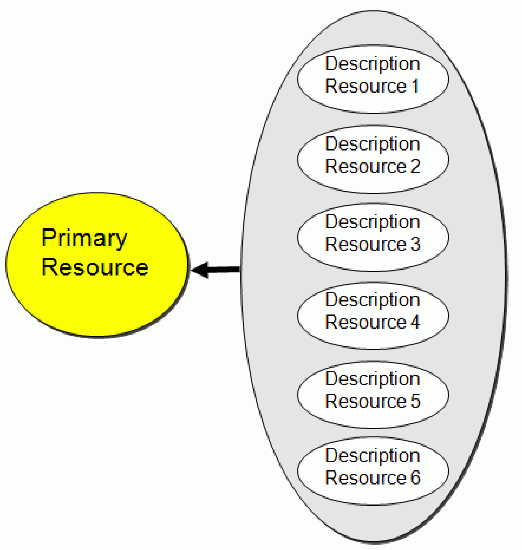 Primary
Resource
Description
Resource 1
Description
Resource 2
Description
Resource 3
Description
Resource 4
Description
Resource 5
Description
Resource 6